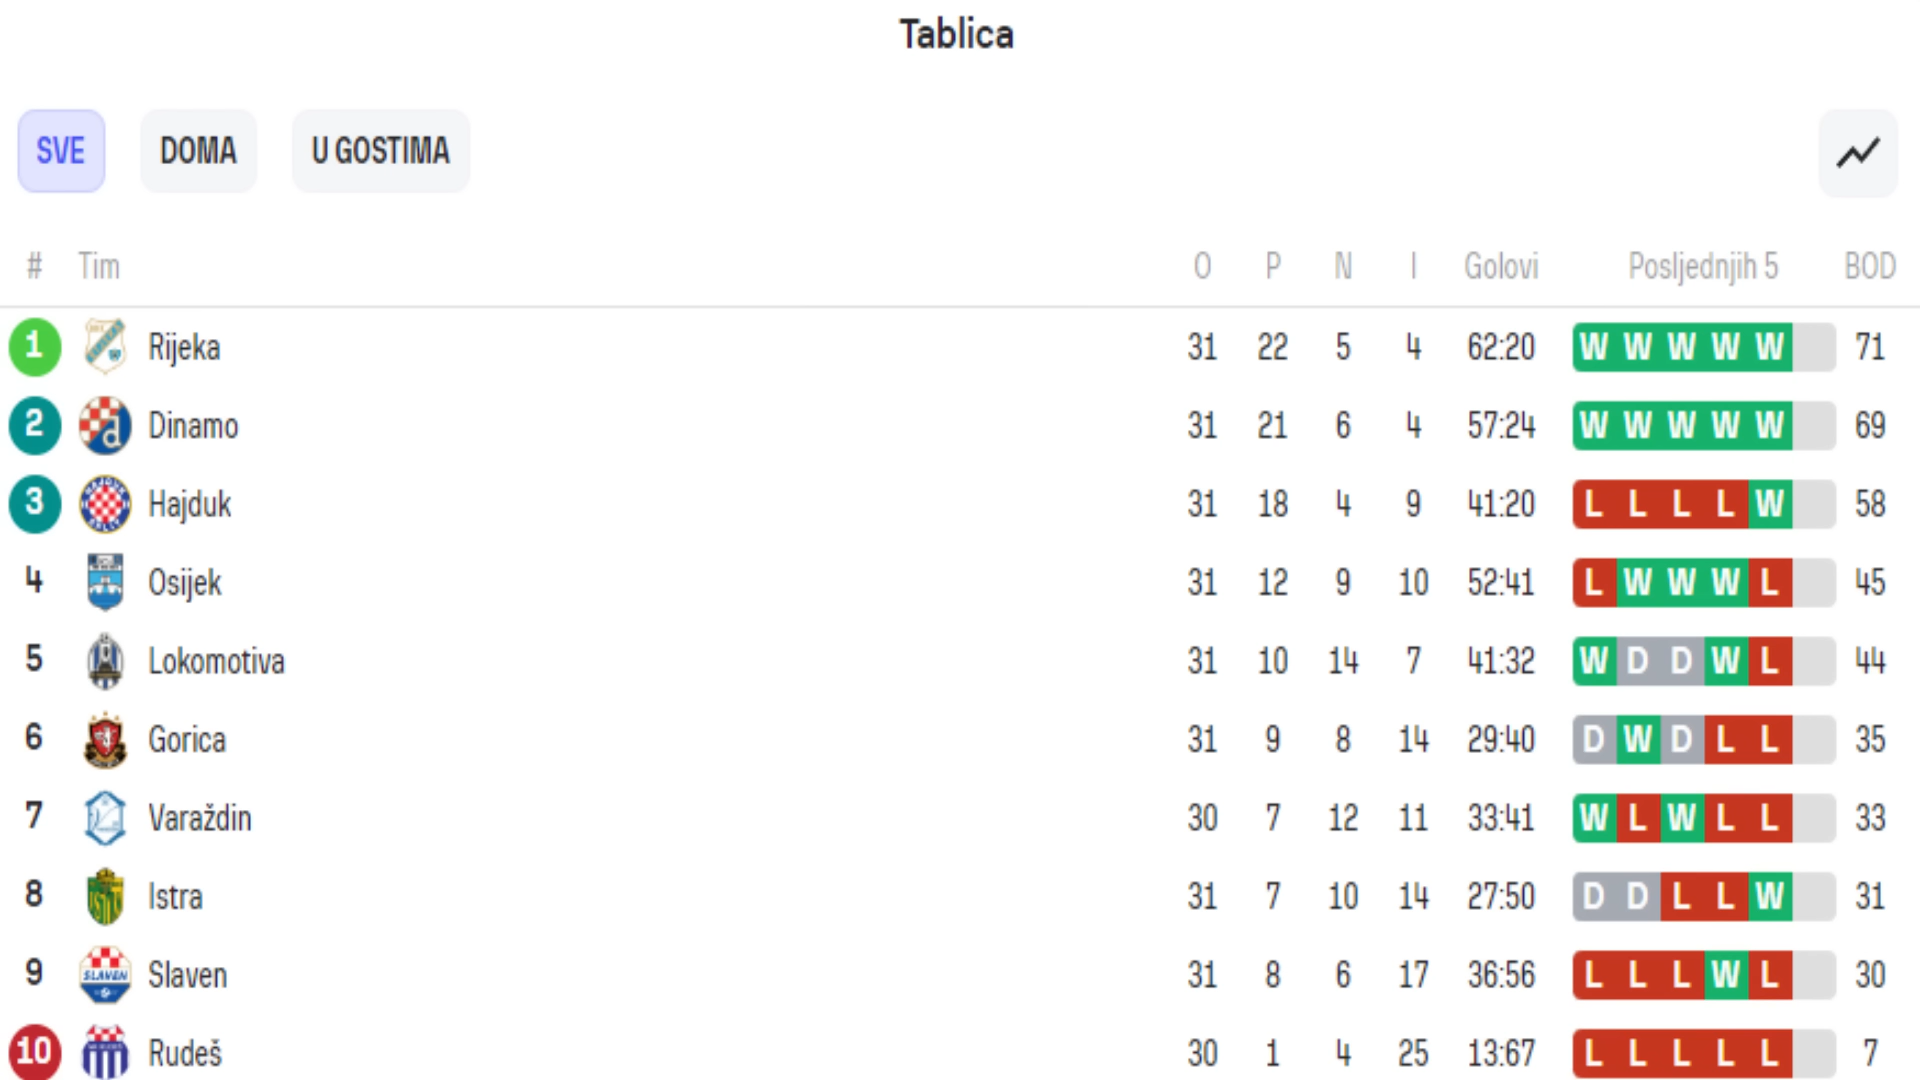 Tablica
SVE DOMA U GOSTIMA
# Tim O P N I Golovi Posljednjih 5 BOD
1 Rijeka 31 22 5 4 62:20 W W W W W 71
2 Dinamo 31 21 6 4 57:24 W W W W W 69
3 Hajduk 31 18 4 9 41:20 L L L L W 58
4 Osijek 31 12 9 10 52:41 L W W W L 45
5 Lokomotiva 31 10 14 7 41:32 W D D W L 44
6 Gorica 31 9 8 14 29:40 D W D L L 35
7 Varaždin 30 7 12 11 33:41 W L W L L 33
8 Istra 31 7 10 14 27:50 D D L L W 31
9 SLAVEN Slaven 31 8 6 17 36:56 L L L W L 30
10 Rudeš 30 1 4 25 13:67 L L L L L 7